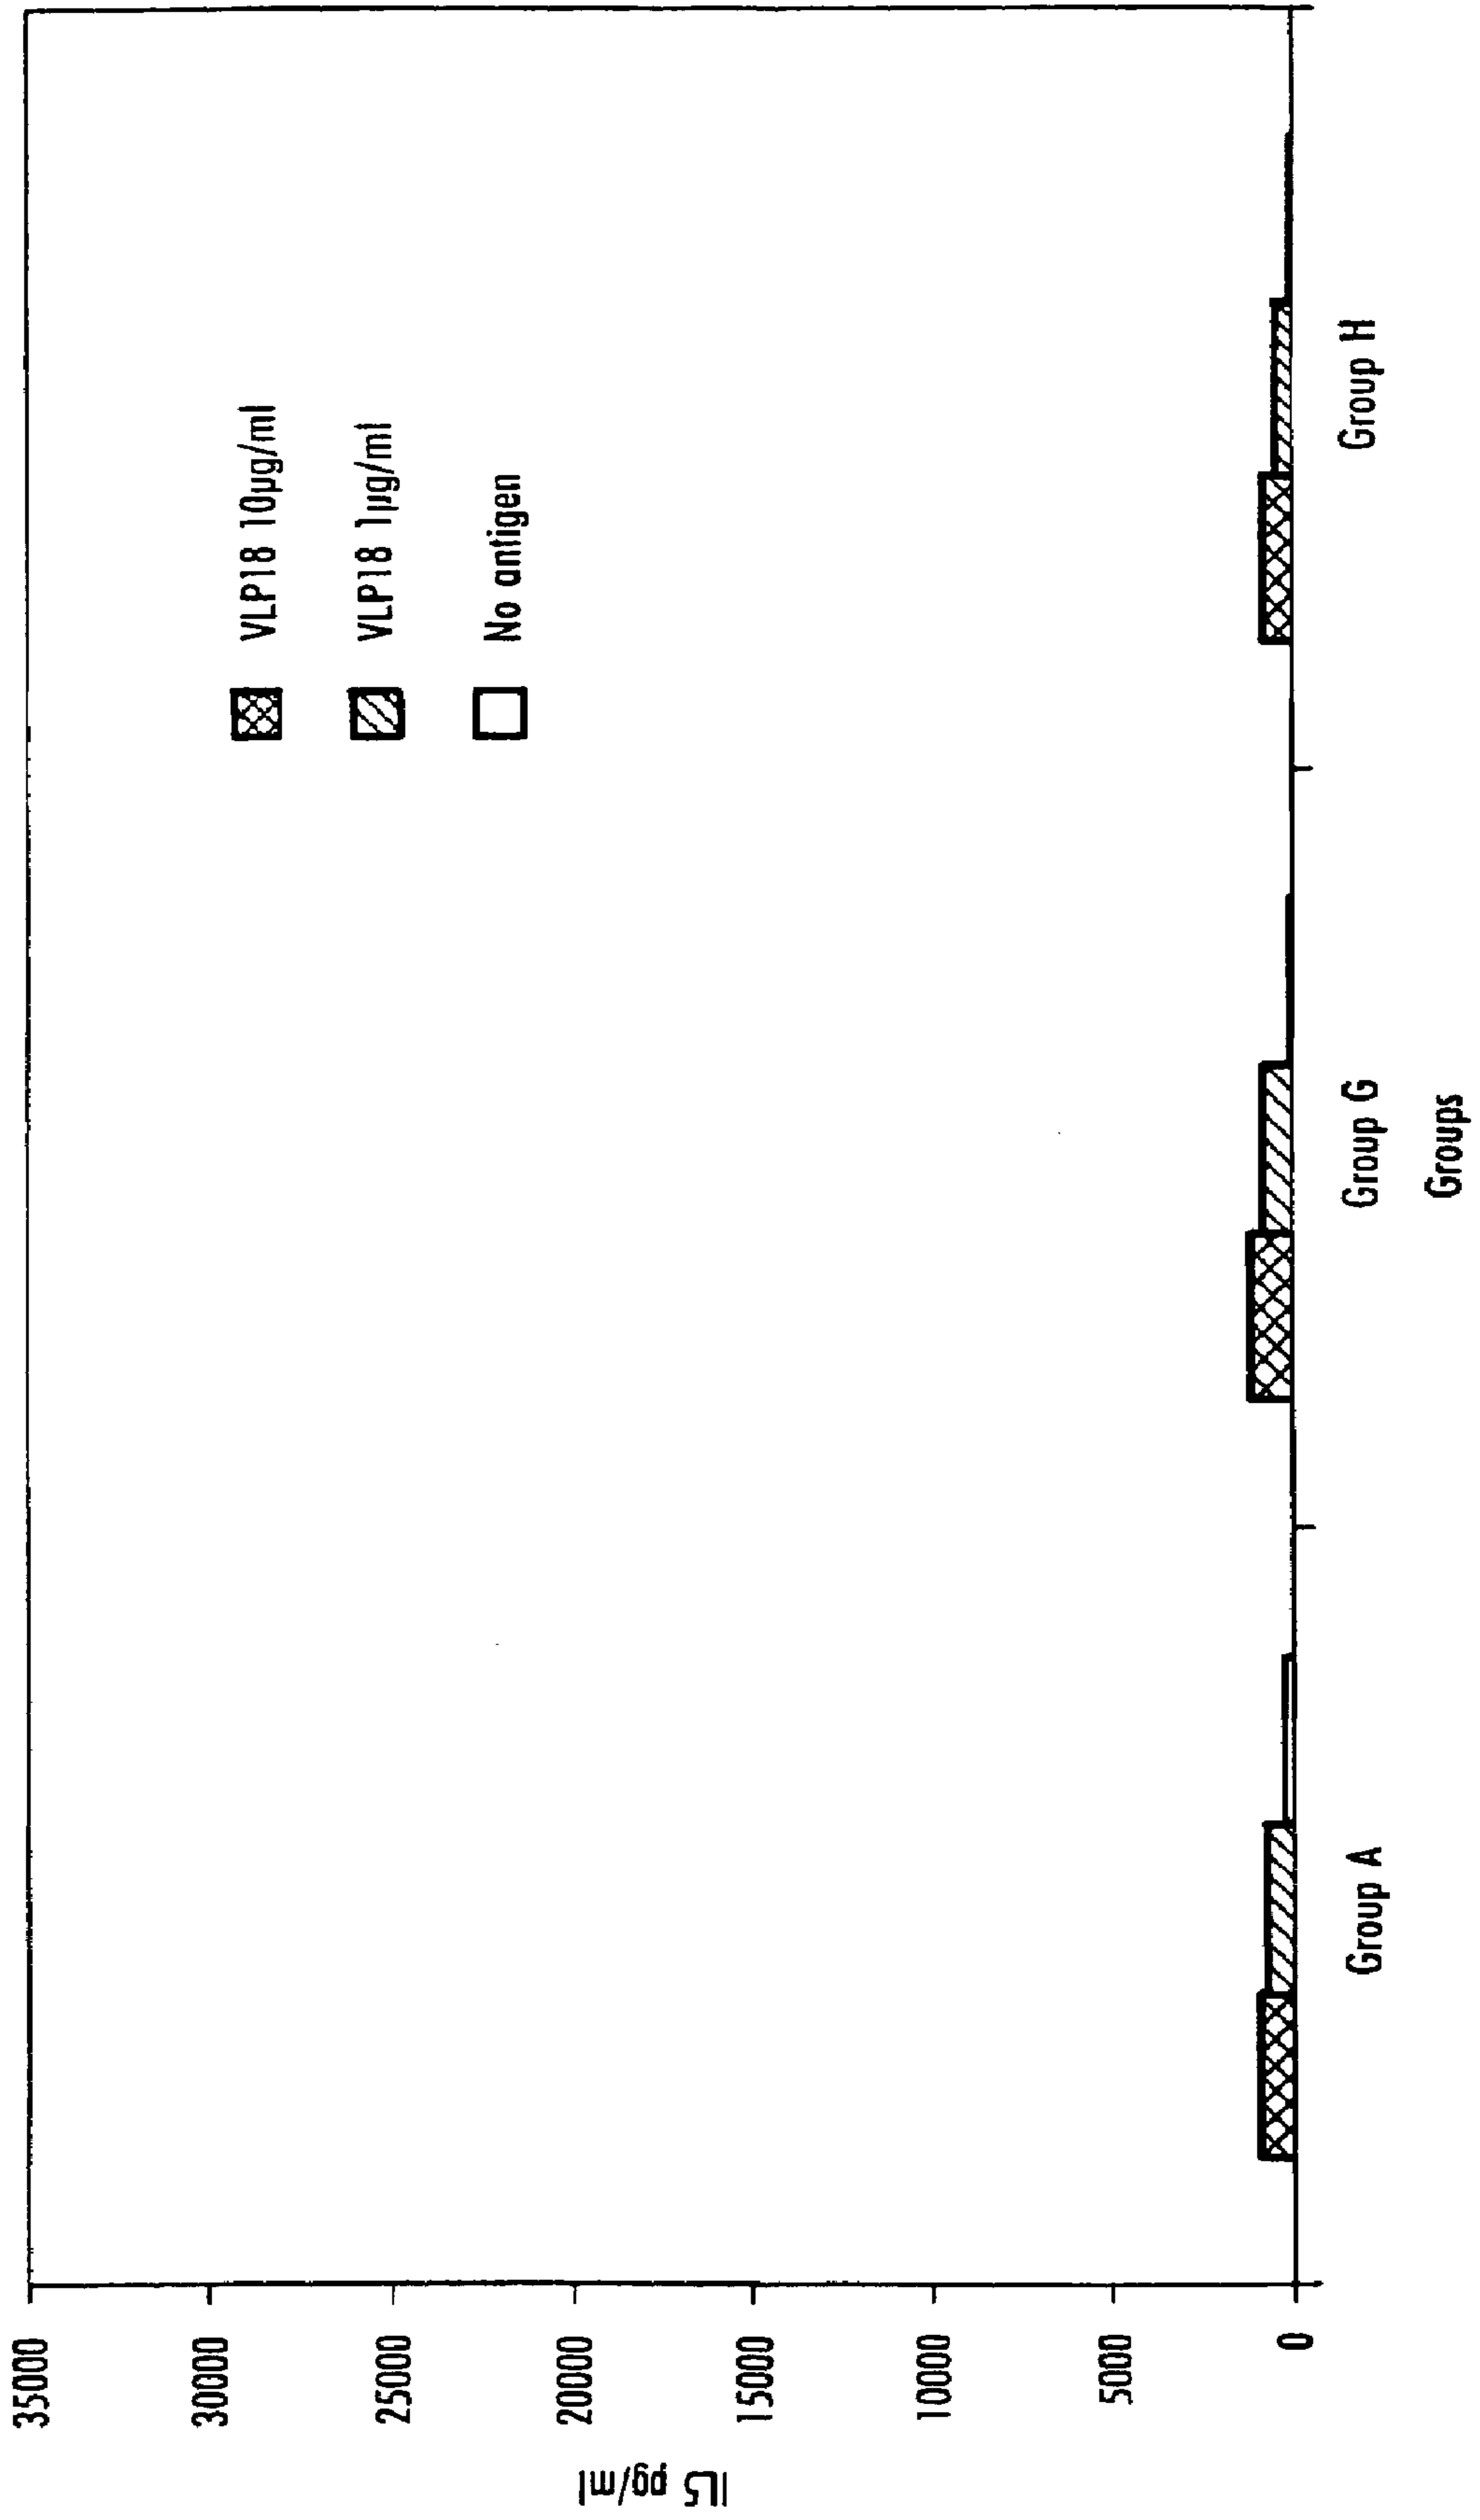 IL5 pg/ml
35000
30000
25000
20000
15000
10000
5000
0
VLP18 10µg/ml
VLP18 1µg/ml
No antigen
Group A
Group G
Group H
Groups